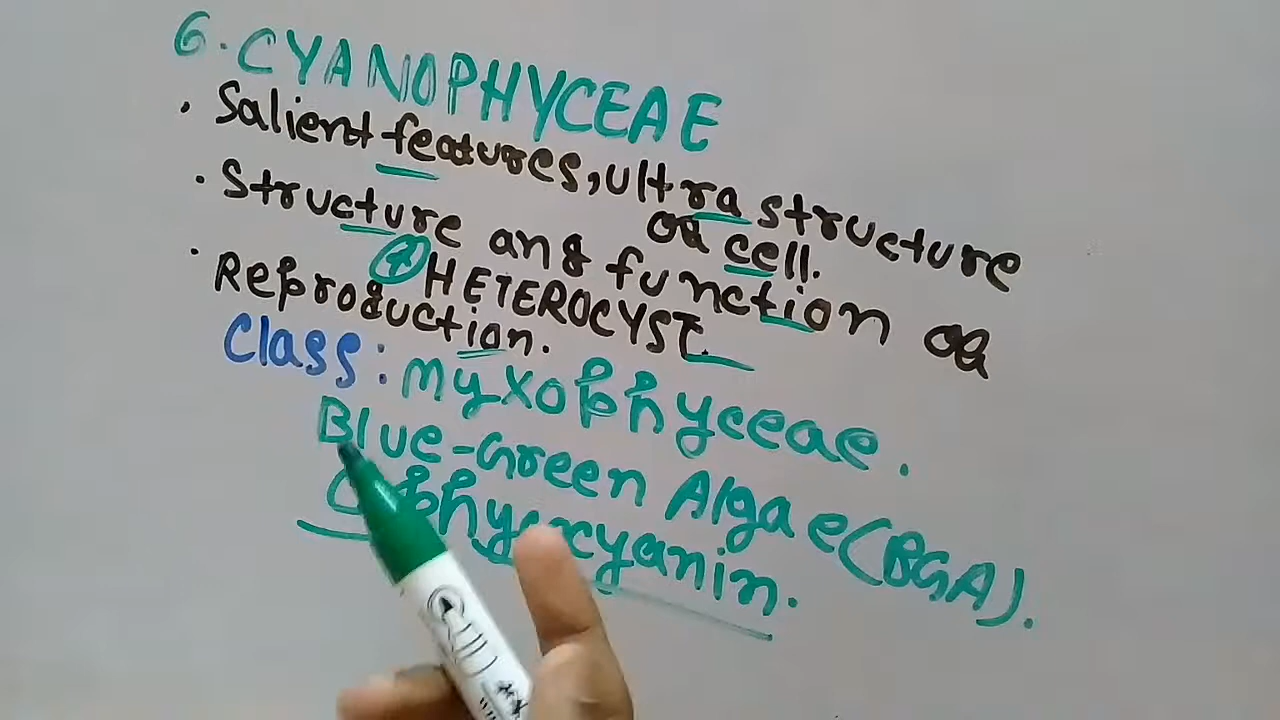 6. CYANOPHYCEAE
• Salient features, ultra structure
of cell.
• Structure and function of
HETEROCYST.
• Reproduction.
Class: Myxophyceae.
Blue-Green Algae (BGA).
C phycocyanin.